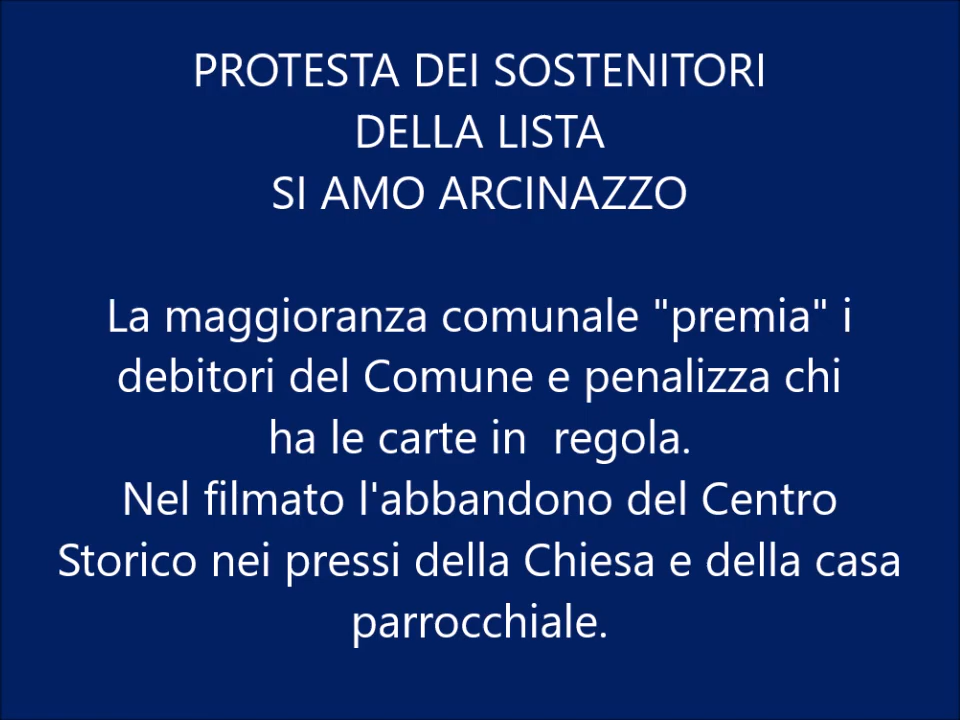 PROTESTA DEI SOSTENITORI
DELLA LISTA
SI AMO ARCINAZZO
La maggioranza comunale "premia" i
debitori del Comune e penalizza chi
ha le carte in  regola.
Nel filmato l'abbandono del Centro
Storico nei pressi della Chiesa e della casa
parrocchiale.